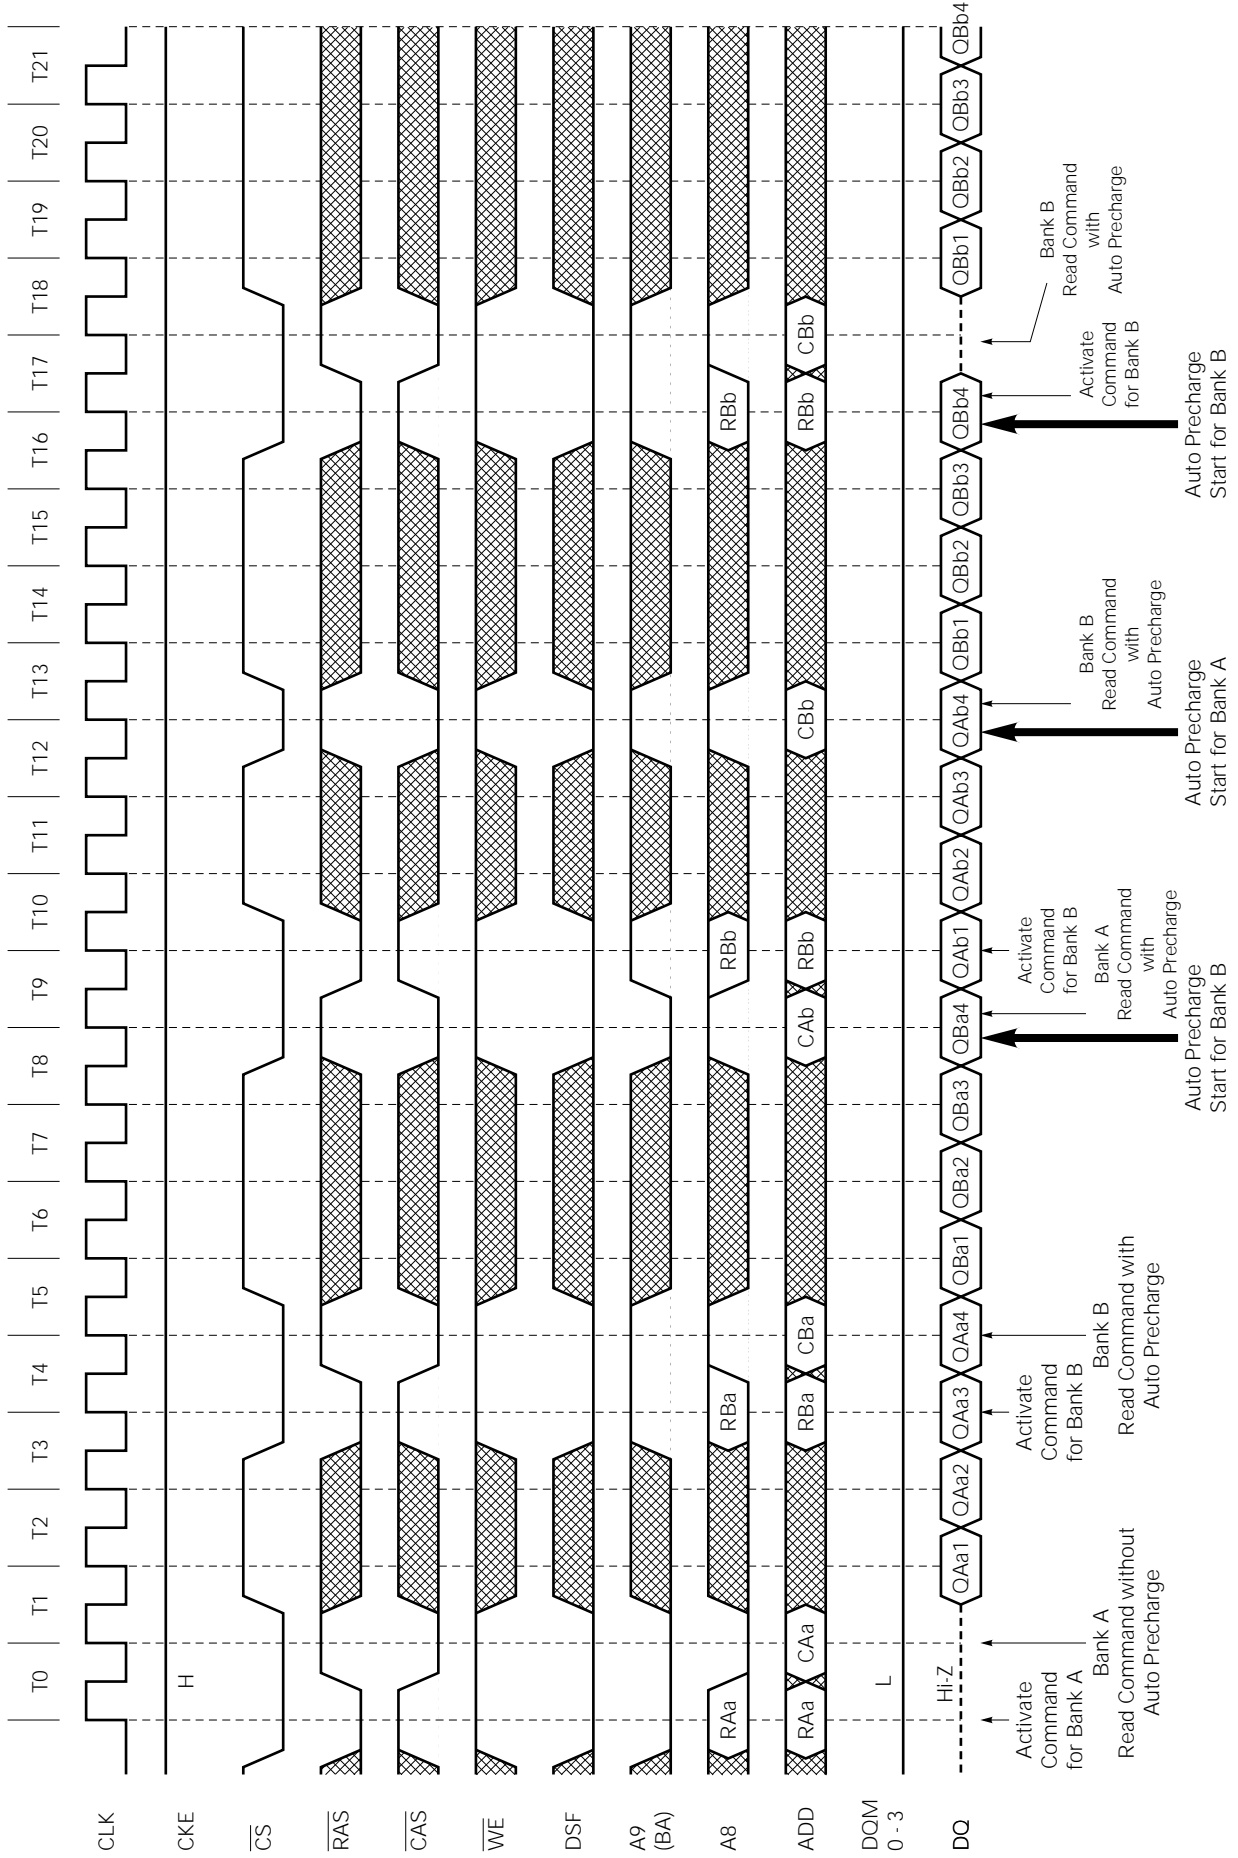 T0 T1 T2 T3 T4 T5 T6 T7 T8 T9 T10 T11 T12 T13 T14 T15 T16 T17 T18 T19 T20 T21
CLK
CKE H
CS
RAS
CAS
WE
DSF
A9
(BA)
A8 RAa RBa RBb RBb
ADD RAa CAa RBa CBa CAb RBb CBb RBb CBb
DQM
0 - 3
L
DQ Hi-Z QAa1 QAa2 QAa3 QAa4 QBa1 QBa2 QBa3 QBa4 QAb1 QAb2 QAb3 QAb4 QBb1 QBb2 QBb3 QBb4 QBb1 QBb2 QBb3 QBb4
Activate
Command
for Bank A
Bank A
Read Command without
Auto Precharge
Activate
Command
for Bank B
Bank B
Read Command with
Auto Precharge
Auto Precharge
Start for Bank B
Bank A
Read Command
with
Auto Precharge
Activate
Command
for Bank B
Auto Precharge
Start for Bank A
Bank B
Read Command
with
Auto Precharge
Auto Precharge
Start for Bank B
Activate
Command
for Bank B
Bank B
Read Command
with
Auto Precharge